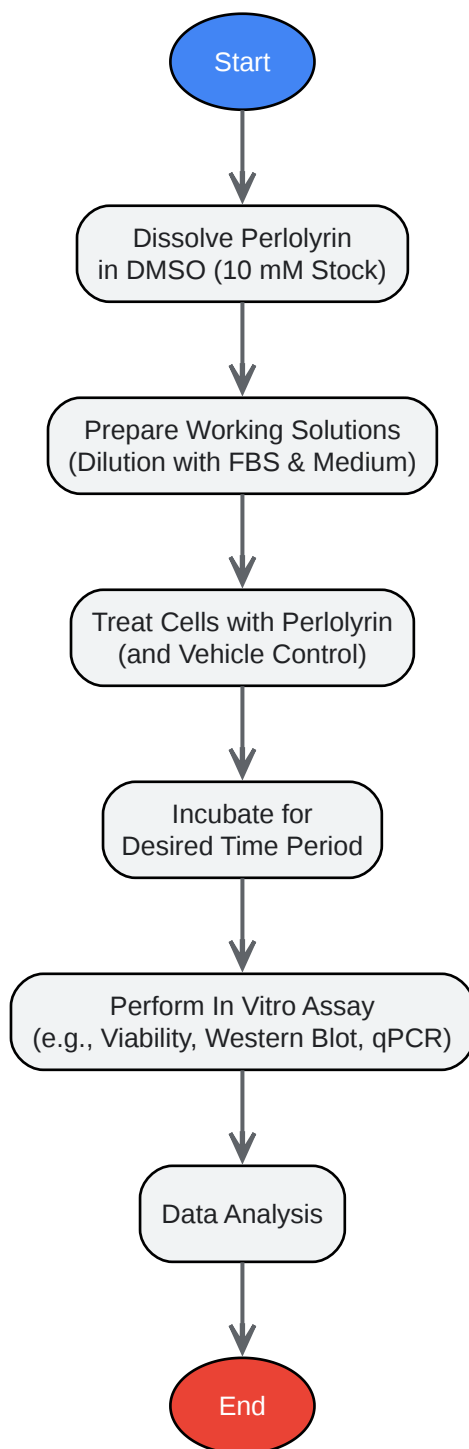 Start
Dissolve Perlolyrin
in DMSO (10 mM Stock)
Prepare Working Solutions
(Dilution with FBS & Medium)
Treat Cells with Perlolyrin
(and Vehicle Control)
Incubate for
Desired Time Period
Perform In Vitro Assay
(e.g., Viability, Western Blot, qPCR)
Data Analysis
End